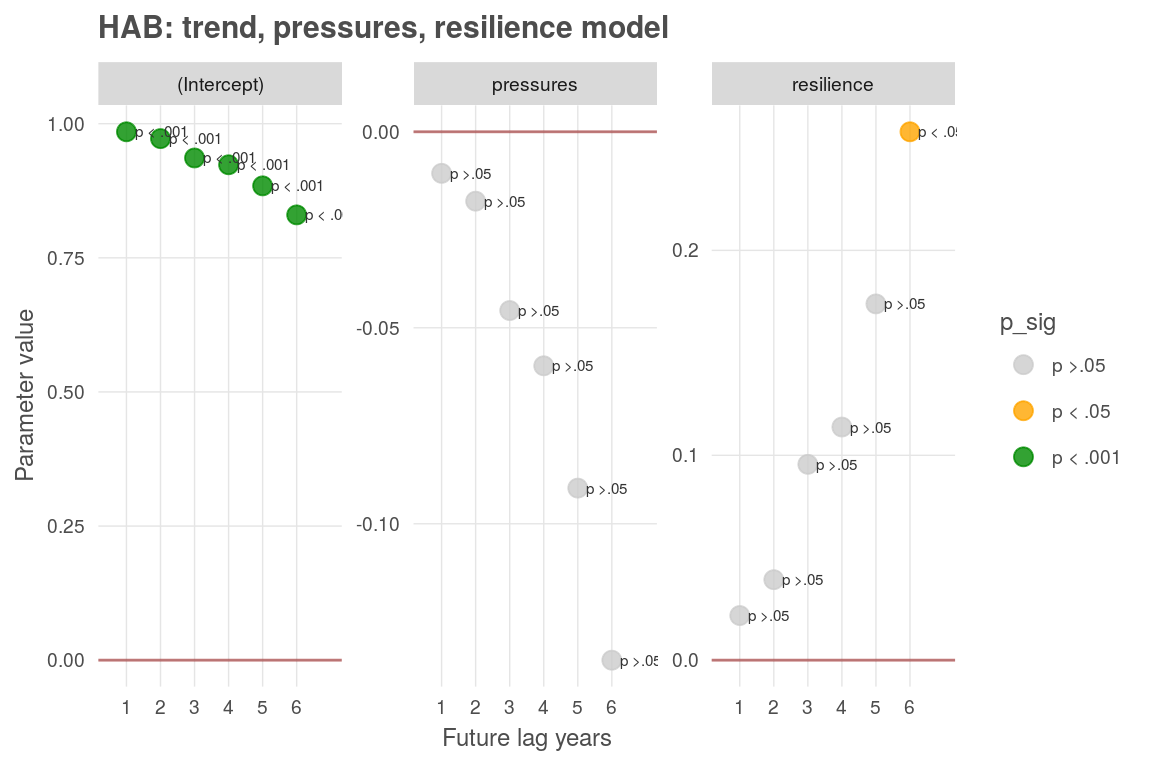 HAB: trend, pressures, resilience model
(Intercept)
pressures
resilience
Parameter value
1.00
0.75
0.50
0.25
0.00
p < .001
p < .001
p < .001
p < .001
p < .001
p < .0
1 2 3 4 5 6
0.00
-0.05
-0.10
p >.05
p >.05
p >.05
p >.05
p >.05
p >.05
1 2 3 4 5 6
0.2
0.1
0.0
p < .05
p >.05
p >.05
p >.05
p >.05
p >.05
1 2 3 4 5 6
Future lag years
p_sig
p >.05
p < .05
p < .001